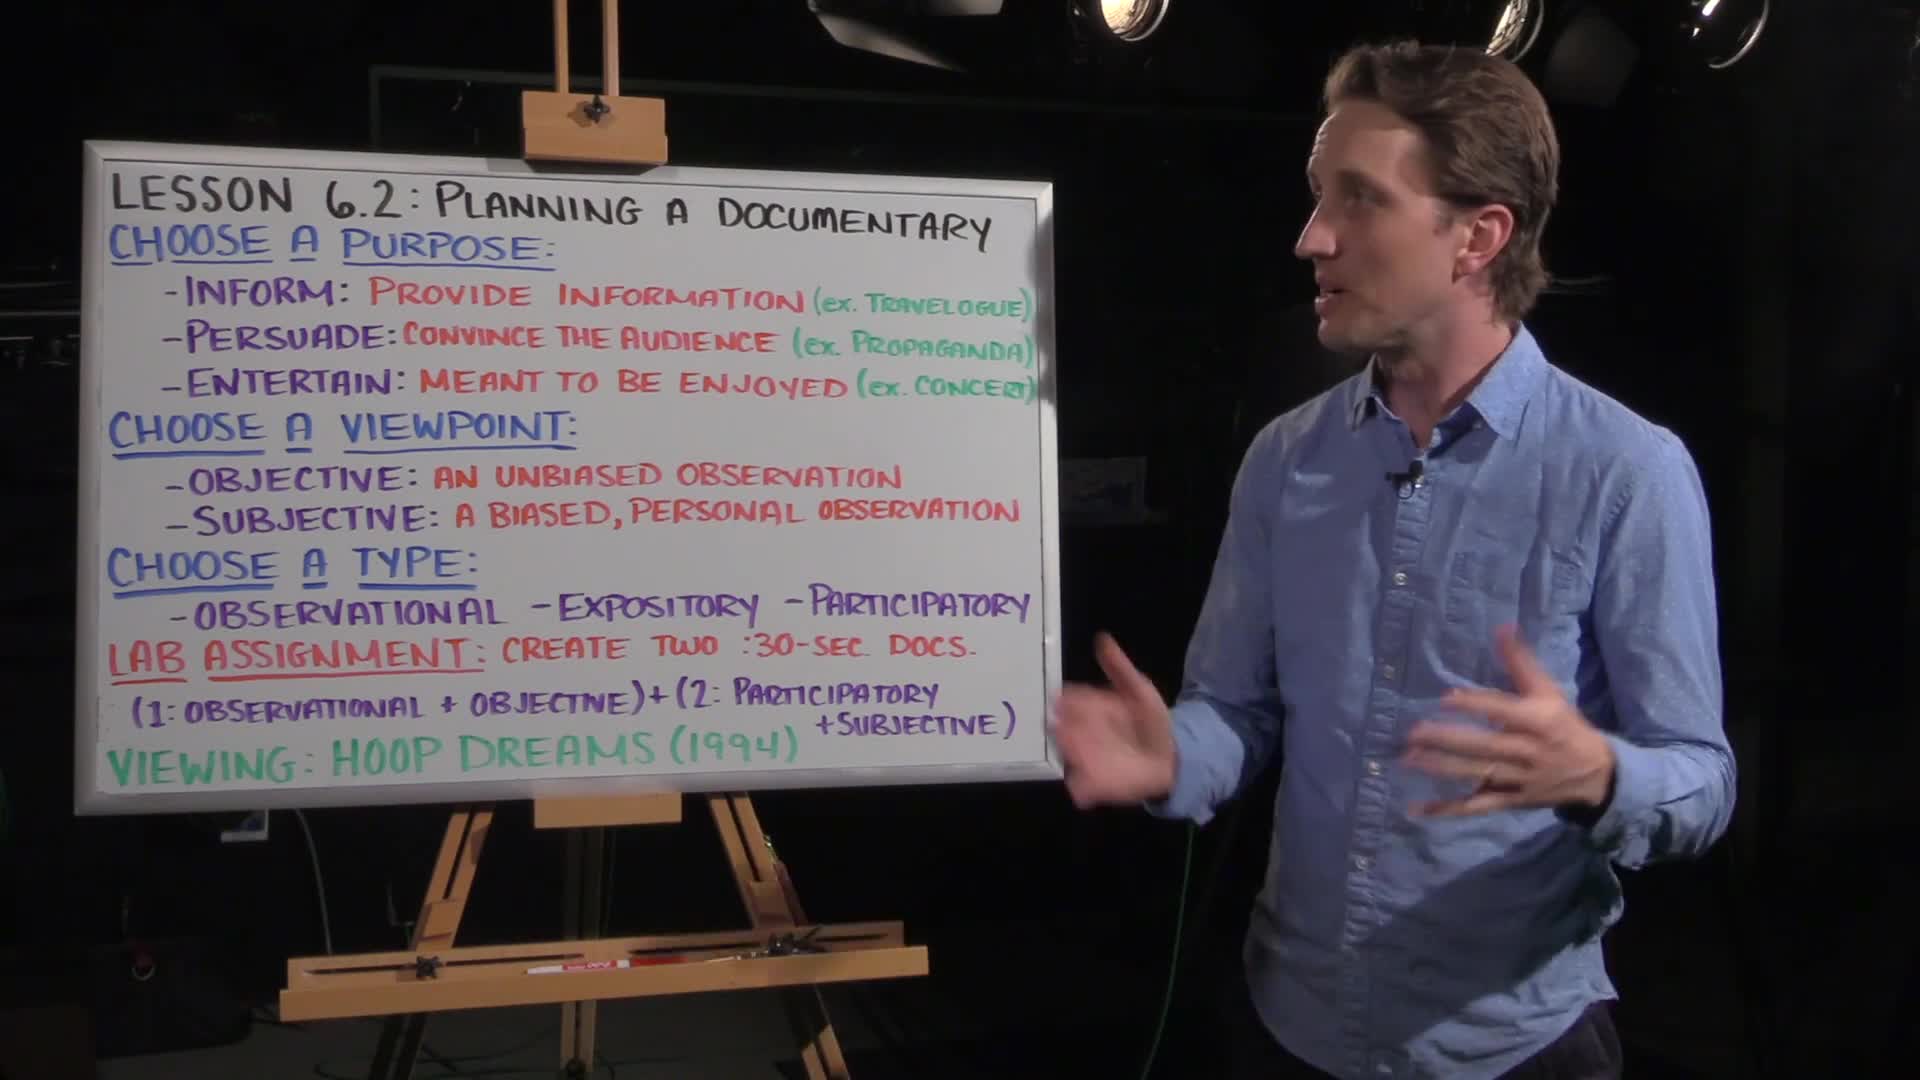 LESSON 6.2: PLANNING A DOCUMENTARY
CHOOSE A PURPOSE:
-INFORM: PROVIDE INFORMATION (ex. TRAVELOGUE)
-PERSUADE: CONVINCE THE AUDIENCE (ex. PROPAGANDA)
-ENTERTAIN: MEANT TO BE ENJOYED (ex. CONCERT)
CHOOSE A VIEWPOINT:
-OBJECTIVE: AN UNBIASED OBSERVATION
-SUBJECTIVE: A BIASED, PERSONAL OBSERVATION
CHOOSE A TYPE:
-OBSERVATIONAL -EXPOSITORY -PARTICIPATORY
LAB ASSIGNMENT: CREATE TWO :30-SEC. DOCS.
(1: OBSERVATIONAL + OBJECTIVE) + (2: PARTICIPATORY
+SUBJECTIVE)
VIEWING: HOOP DREAMS (1994)